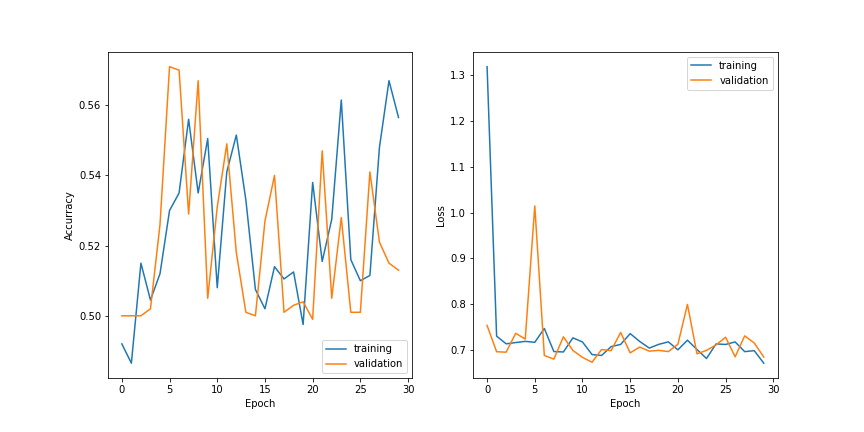 0.56
0.54
0.52
0.50
Accurracy
0 5 10 15 20 25 30
Epoch
training
validation
1.3
1.2
1.1
1.0
0.9
0.8
0.7
Loss
0 5 10 15 20 25 30
Epoch
training
validation